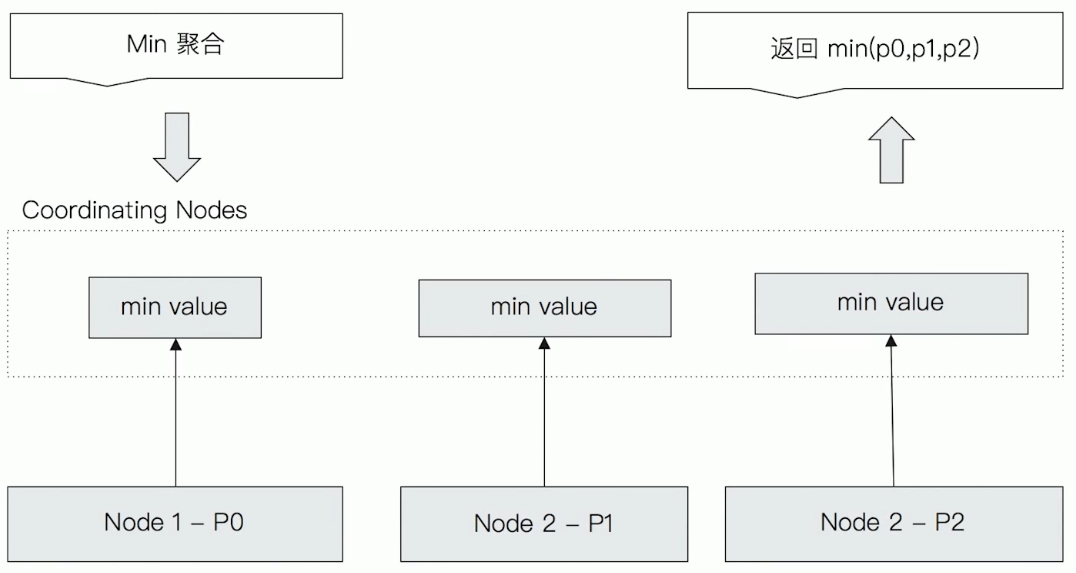 Min 聚合
返回 min(p0,p1,p2)
Coordinating Nodes
min value
min value
min value
Node 1 – P0
Node 2 – P1
Node 2 – P2